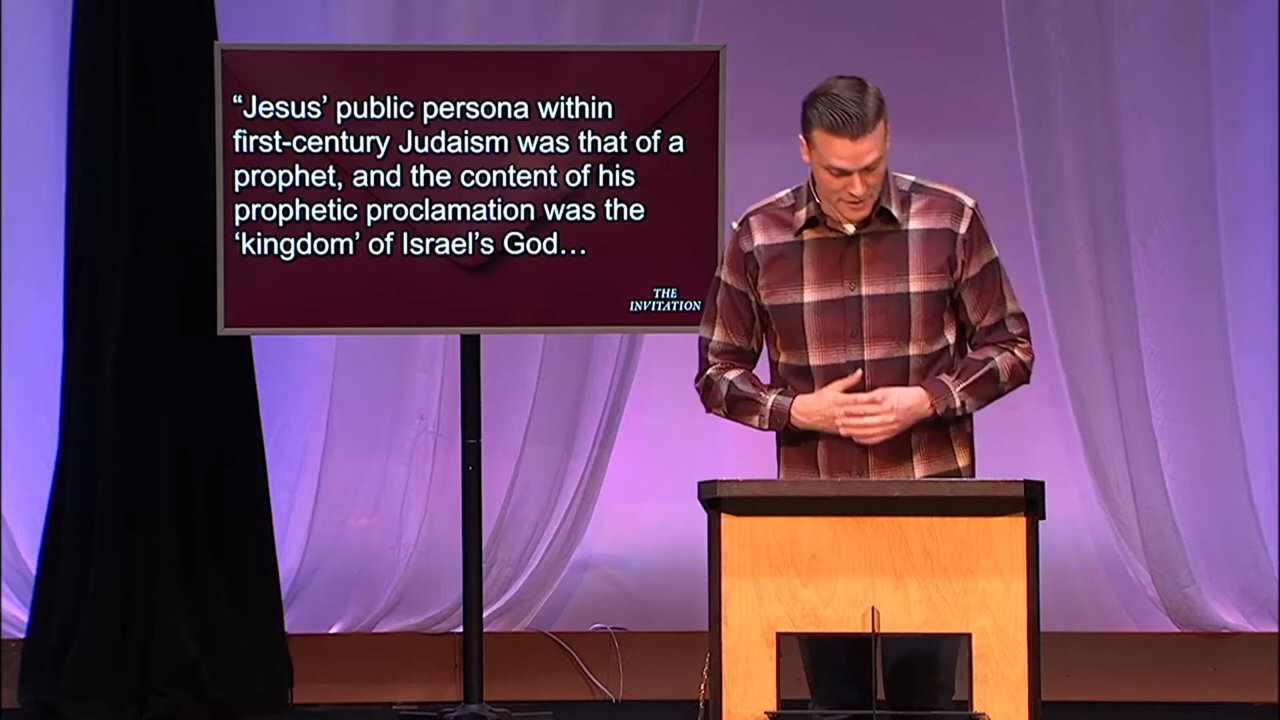 “Jesus’ public persona within
first-century Judaism was that of a
prophet, and the content of his
prophetic proclamation was the
‘kingdom’ of Israel’s God…
THE
INVITATION